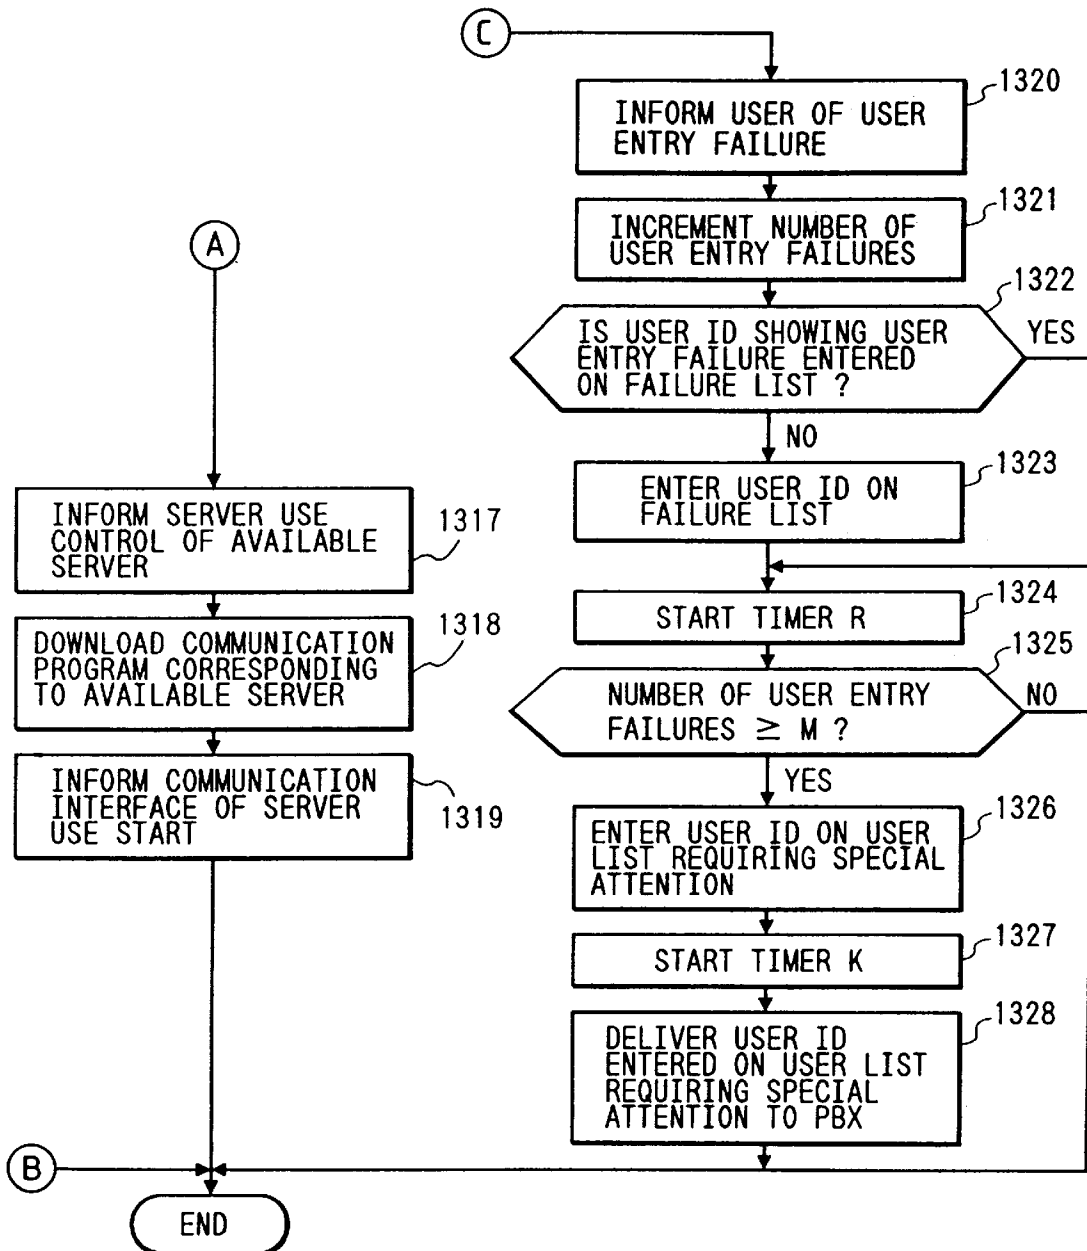 C
1320
INFORM USER OF USER
ENTRY FAILURE
1321
INCREMENT NUMBER OF
USER ENTRY FAILURES
1322
IS USER ID SHOWING USER
ENTRY FAILURE ENTERED
ON FAILURE LIST ?
YES
NO
1323
ENTER USER ID ON
FAILURE LIST
1324
START TIMER R
1325
NUMBER OF USER ENTRY
FAILURES ≥ M ?
NO
YES
1326
ENTER USER ID ON USER
LIST REQUIRING SPECIAL
ATTENTION
1327
START TIMER K
1328
DELIVER USER ID
ENTERED ON USER LIST
REQUIRING SPECIAL
ATTENTION TO PBX
A
INFORM SERVER USE
CONTROL OF AVAILABLE
SERVER
1317
DOWNLOAD COMMUNICATION
PROGRAM CORRESPONDING
TO AVAILABLE SERVER
1318
INFORM COMMUNICATION
INTERFACE OF SERVER
USE START
1319
B
END